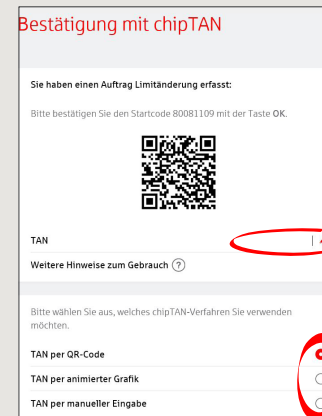 Bestätigung mit chipTAN
Sie haben einen Auftrag Limitänderung erfasst:
Bitte bestätigen Sie den Startcode 80081109 mit der Taste OK.
TAN
Weitere Hinweise zum Gebrauch ?
Bitte wählen Sie aus, welches chipTAN-Verfahren Sie verwenden
möchten.
TAN per QR-Code
TAN per animierter Grafik
TAN per manueller Eingabe